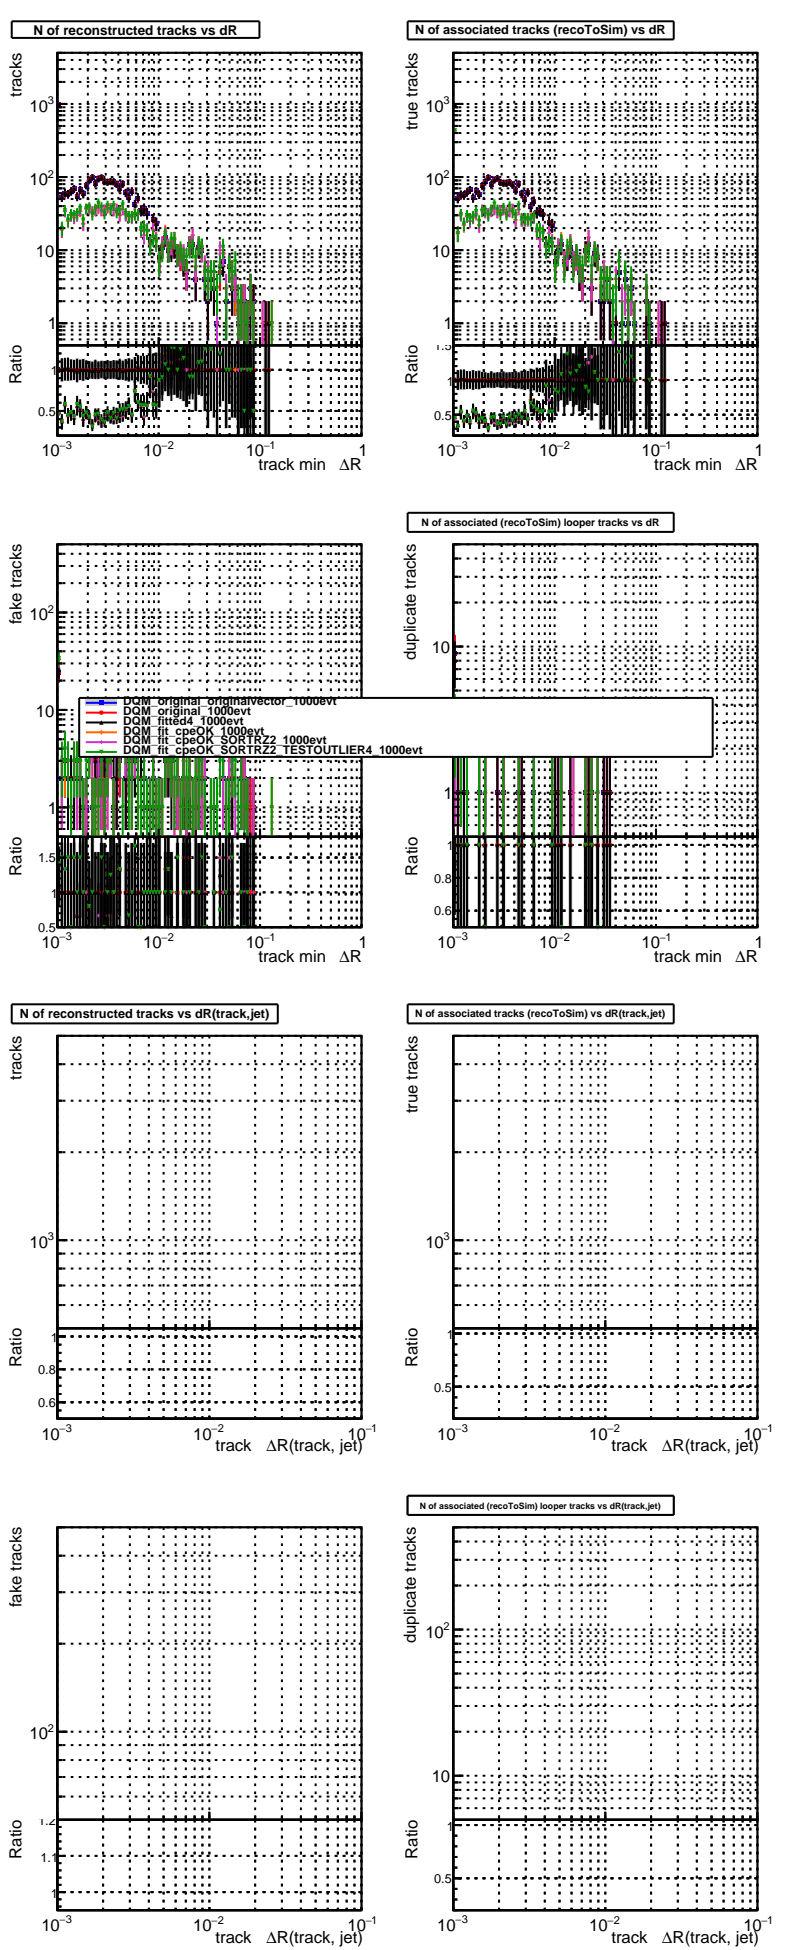 N of reconstructed tracks vs dR
tracks
10³
10²
10
1
Ratio
1
0.5
10⁻³
10⁻²
10⁻¹
1
track min ΔR
N of associated tracks (recoToSim) vs dR
true tracks
10³
10²
10
1
Ratio
1.5
1
0.5
10⁻³
10⁻²
10⁻¹
1
track min ΔR
fake tracks
10²
10
1
Ratio
1.5
1
0.5
10⁻³
10⁻²
10⁻¹
1
track min ΔR
N of associated (recoToSim) looper tracks vs dR
duplicate tracks
10
1
Ratio
1
0.8
0.6
10⁻³
10⁻²
10⁻¹
1
track min ΔR
DQM_original_originalvector_1000evt
DQM_original_1000evt
DQM_fitted4_1000evt
DQM_fit_cpeOK_1000evt
DQM_fit_cpeOK_SORTRZ2_1000evt
DQM_fit_cpeOK_SORTRZ2_TESTOUTLIER4_1000evt
N of reconstructed tracks vs dR(track,jet)
tracks
10³
Ratio
1
0.8
0.6
10⁻³
10⁻²
10⁻¹
track ΔR(track, jet)
N of associated tracks (recoToSim) vs dR(track,jet)
true tracks
10³
Ratio
1
0.5
10⁻³
10⁻²
10⁻¹
track ΔR(track, jet)
fake tracks
10²
Ratio
1.2
1.1
1
10⁻³
10⁻²
10⁻¹
track ΔR(track, jet)
N of associated (recoToSim) looper tracks vs dR(track,jet)
duplicate tracks
10²
10
Ratio
1
0.5
10⁻³
10⁻²
10⁻¹
track ΔR(track, jet)